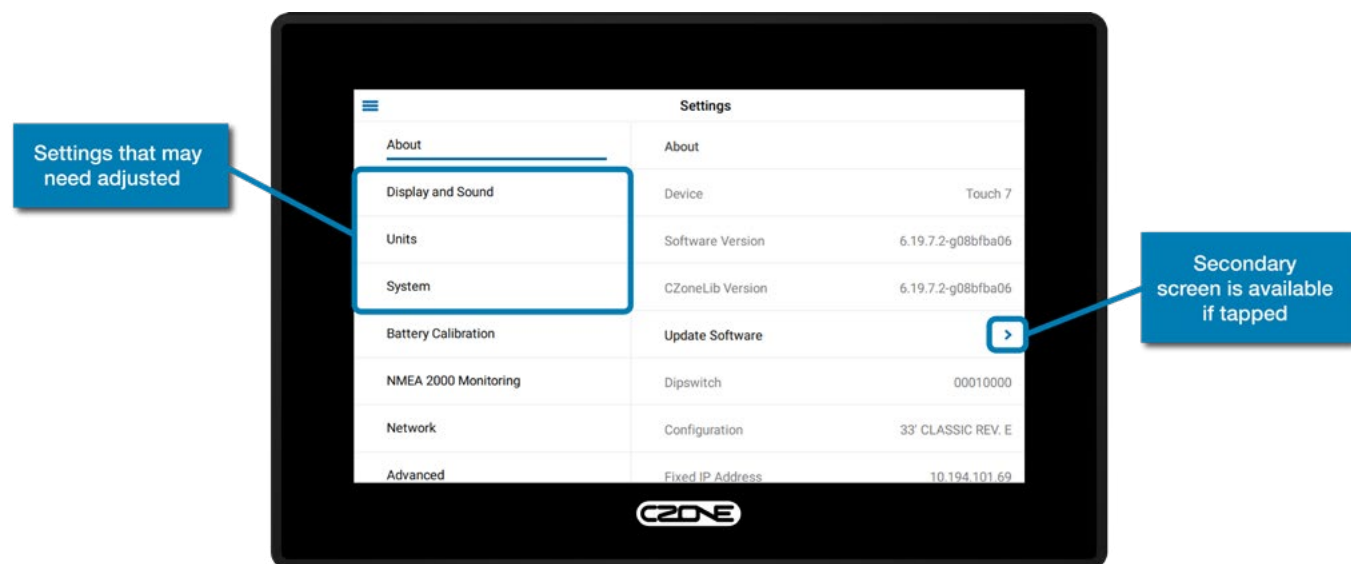 Settings
Settings that may
need adjusted
About
Display and Sound
Units
System
Battery Calibration
NMEA 2000 Monitoring
Network
Advanced
About
Device Touch 7
Software Version 6.19.7.2-g08bfba06
CZoneLib Version 6.19.7.2-g08bfba06
Update Software >
Dipswitch 00010000
Configuration 33' CLASSIC REV. E
Fixed IP Address 10.194.101.69
Secondary
screen is available
if tapped
CZONE